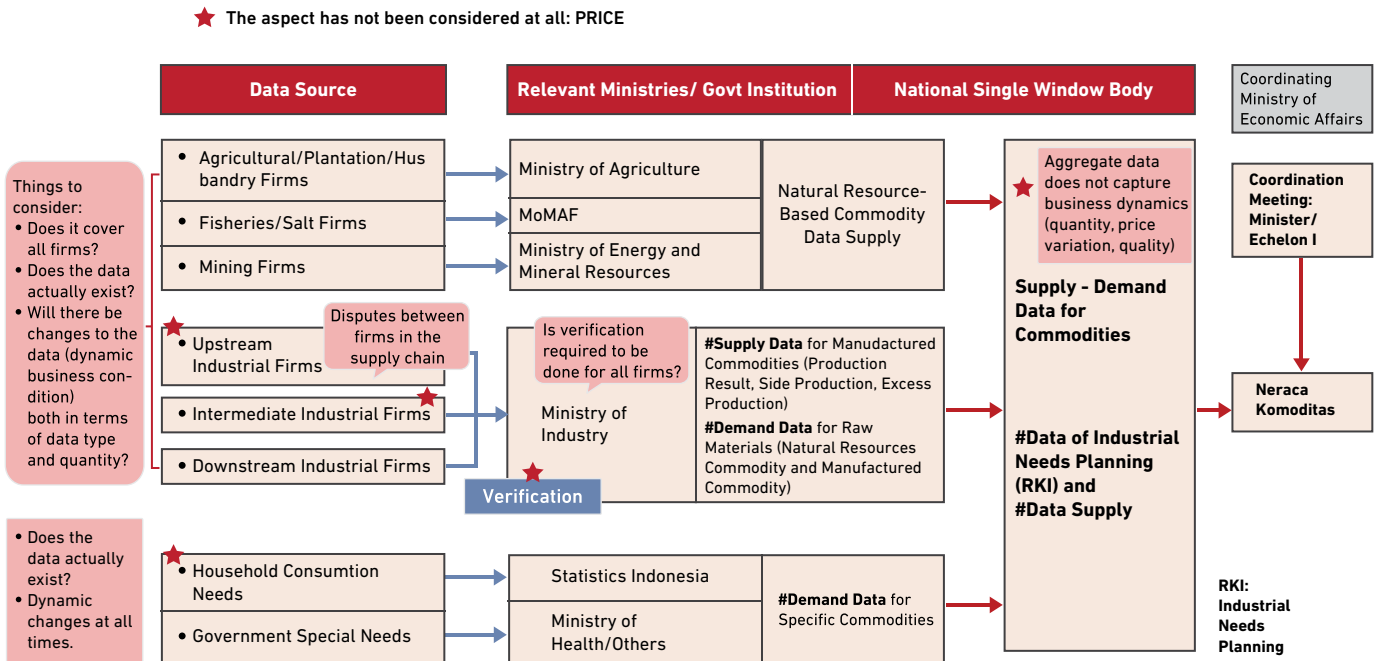 The aspect has not been considered at all: PRICE
Data Source
Relevant Ministries/ Govt Institution
National Single Window Body
Coordinating
Ministry of
Economic Affairs
Things to
consider:
• Does it cover
all firms?
• Does the data
actually exist?
• Will there be
changes to the
data (dynamic
business con-
dition)
both in terms
of data type
and quantity?
• Agricultural/Plantation/Hus
bandry Firms
• Fisheries/Salt Firms
• Mining Firms
Ministry of Agriculture
MoMAF
Ministry of Energy and
Mineral Resources
Natural Resource-
Based Commodity
Data Supply
Aggregate data
does not capture
business dynamics
(quantity, price
variation, quality)
Supply - Demand
Data for
Commodities
#Data of Industrial
Needs Planning
(RKI) and
#Data Supply
Coordination
Meeting:
Minister/
Echelon I
Neraca
Komoditas
• Upstream
Industrial Firms
Disputes between
firms in the
supply chain
• Intermediate Industrial Firms
• Downstream Industrial Firms
Is verification
required to be
done for all firms?
Ministry of
Industry
Verification
#Supply Data for Manudactured
Commodities (Production
Result, Side Production, Excess
Production)
#Demand Data for Raw
Materials (Natural Resources
Commodity and Manufactured
Commodity)
• Does the
data actually
exist?
• Dynamic
changes at all
times.
• Household Consumtion
Needs
• Government Special Needs
Statistics Indonesia
Ministry of
Health/Others
#Demand Data for
Specific Commodities
RKI:
Industrial
Needs
Planning